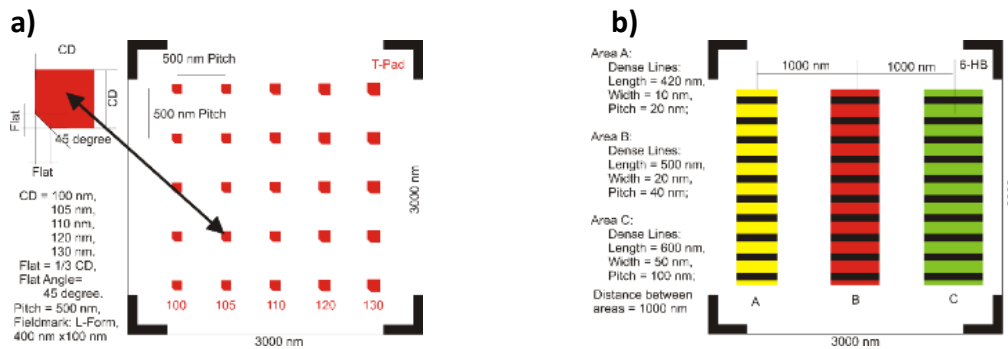 a)
CD
CD
Flat
45 degree
Flat
CD = 100 nm,
105 nm,
110 nm,
120 nm,
130 nm.
Flat = 1/3 CD,
Flat Angle=
45 degree.
Pitch = 500 nm,
Fieldmark: L-Form,
400 nm x100 nm
500 nm Pitch
T-Pad
500 nm Pitch
3000 nm
100 105 110 120 130
3000 nm
b)
Area A:
Dense Lines:
Length = 420 nm,
Width = 10 nm,
Pitch = 20 nm;
Area B:
Dense Lines:
Length = 500 nm,
Width = 20 nm,
Pitch = 40 nm;
Area C:
Dense Lines:
Length = 600 nm,
Width = 50 nm,
Pitch = 100 nm;
Distance between
areas = 1000 nm
6-HB
1000 nm 1000 nm
A B C
3000 nm